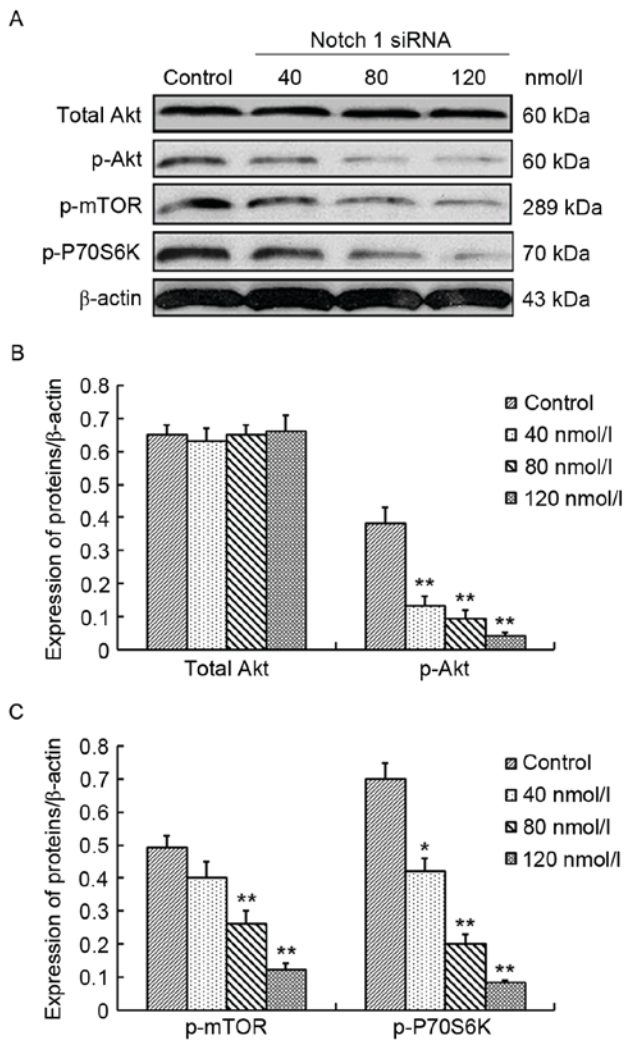 A
Notch 1 siRNA
Control 40 80 120 nmol/l
Total Akt 60 kDa
p-Akt 60 kDa
p-mTOR 289 kDa
p-P70S6K 70 kDa
β-actin 43 kDa
B
Expression of proteins/β-actin
0.8
0.7
0.6
0.5
0.4
0.3
0.2
0.1
0
** ** **
Total Akt p-Akt
Control
40 nmol/l
80 nmol/l
120 nmol/l
C
Expression of proteins/β-actin
0.8
0.7
0.6
0.5
0.4
0.3
0.2
0.1
0
** ** * ** **
p-mTOR p-P70S6K
Control
40 nmol/l
80 nmol/l
120 nmol/l